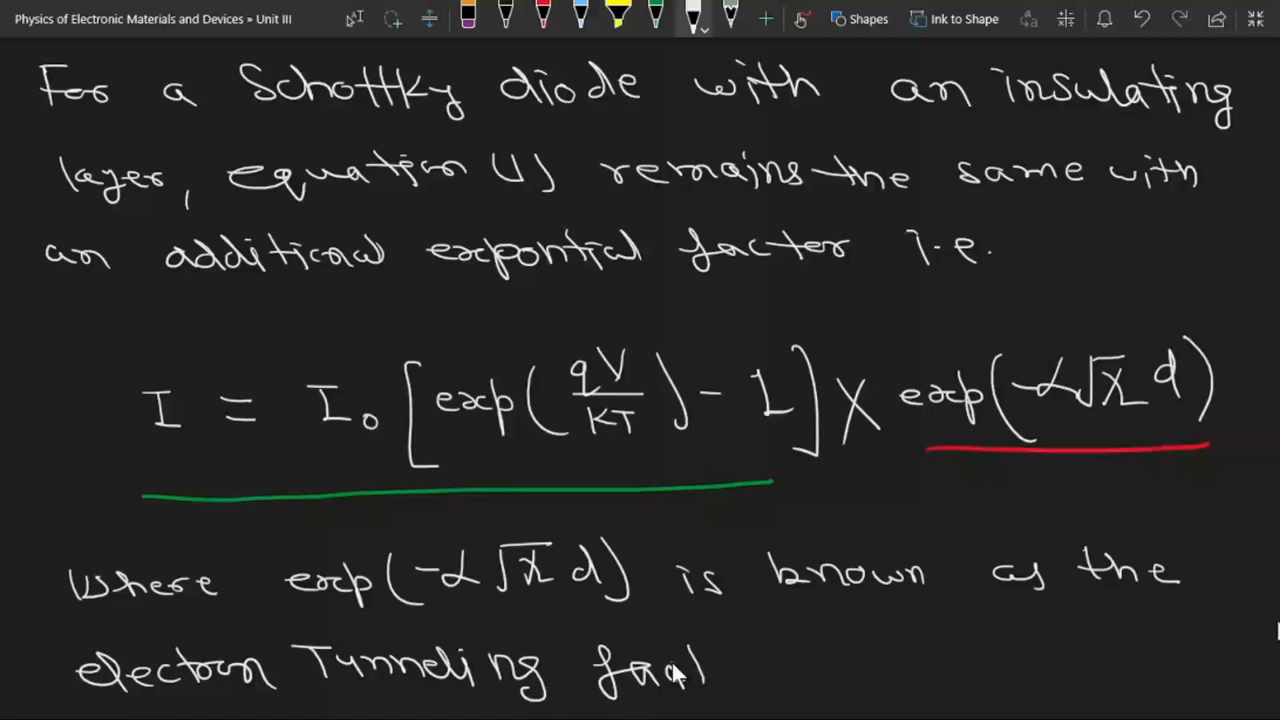 Physics of Electronic Materials and Devices » Unit III
Shapes
Ink to Shape
For a Schottky diode with an insulating
layer, equation (1) remains the same with
an additional expontial factor i.e.
I = I₀ [exp(qV/KT) - 1] X exp(-α√χ d)
Where exp(-α√χ d) is known as the
electron Tunneling